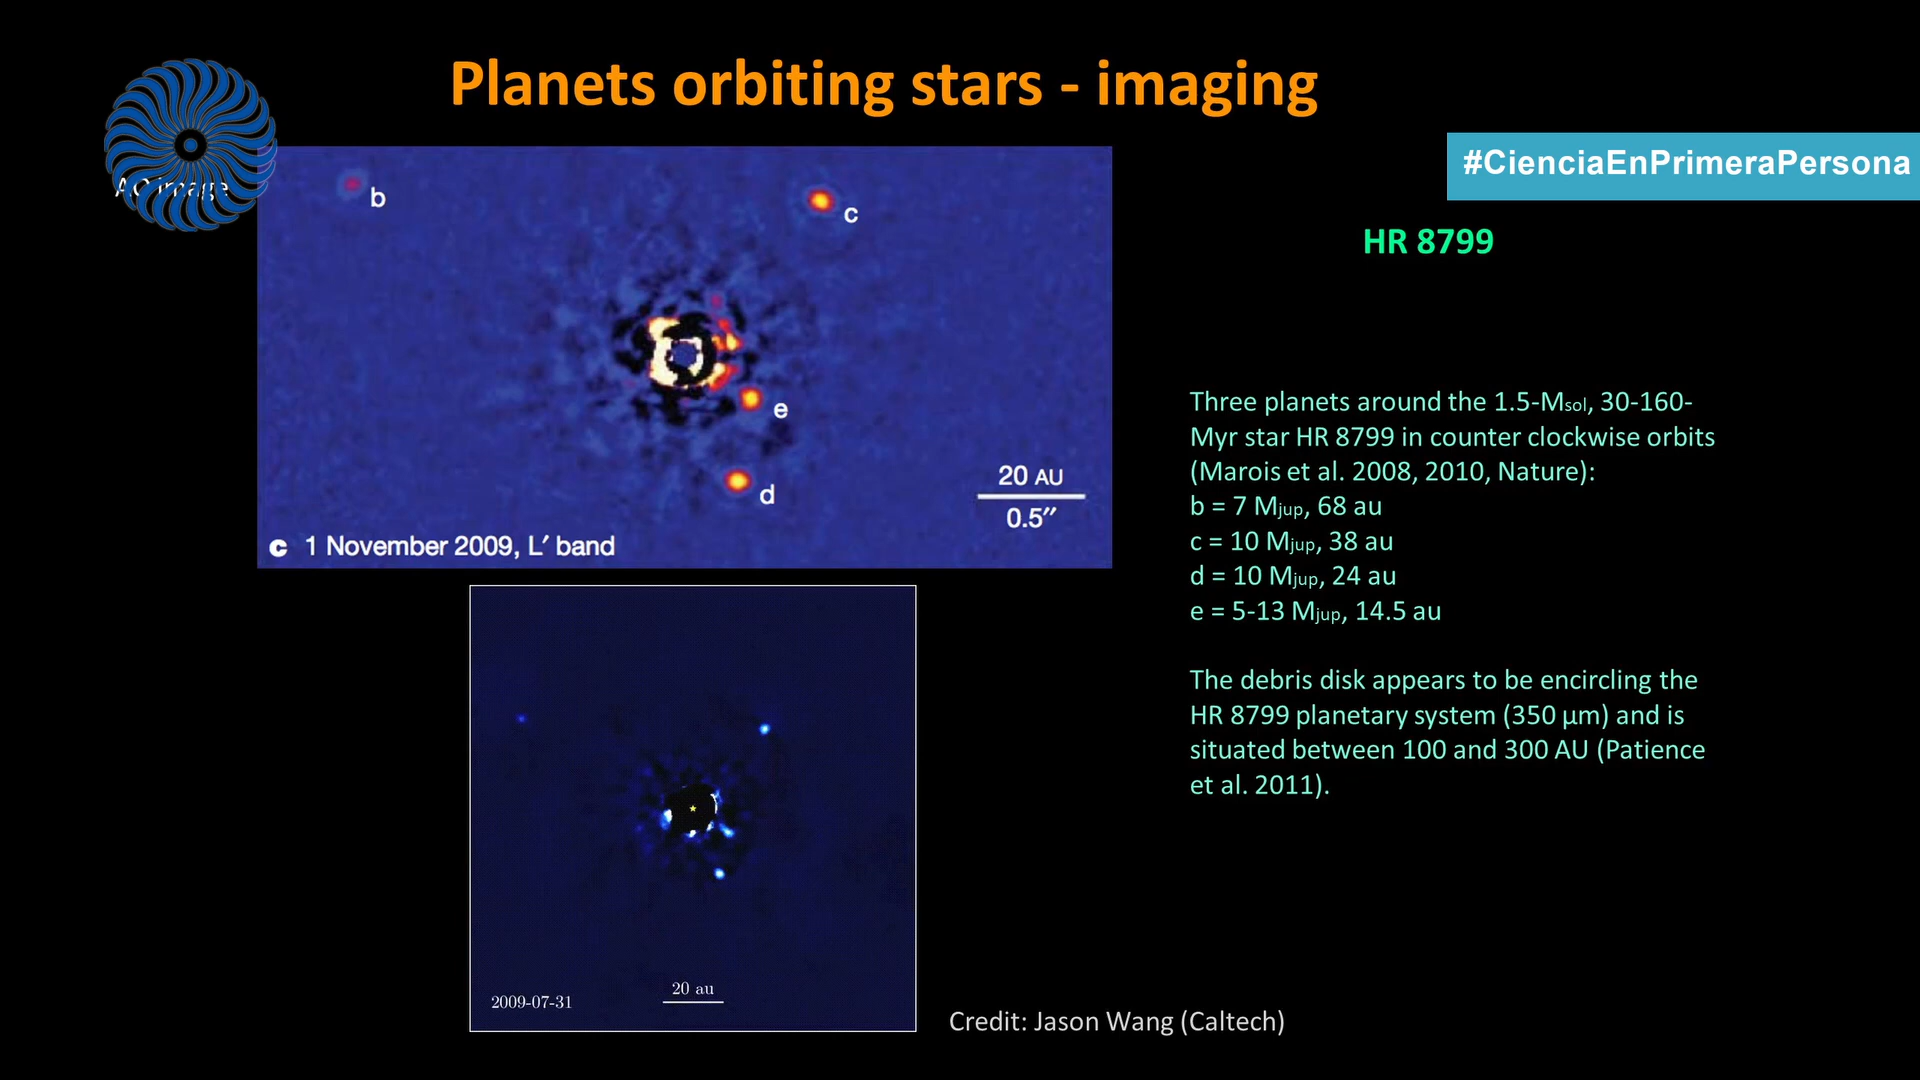 Planets orbiting stars - imaging
#CienciaEnPrimeraPersona
AO image
b
c
HR 8799
e
d
20 AU
0.5″
c 1 November 2009, L′ band
Three planets around the 1.5-Msol, 30-160-
Myr star HR 8799 in counter clockwise orbits
(Marois et al. 2008, 2010, Nature):
b = 7 Mjup, 68 au
c = 10 Mjup, 38 au
d = 10 Mjup, 24 au
e = 5-13 Mjup, 14.5 au
The debris disk appears to be encircling the
HR 8799 planetary system (350 µm) and is
situated between 100 and 300 AU (Patience
et al. 2011).
20 au
2009-07-31
Credit: Jason Wang (Caltech)